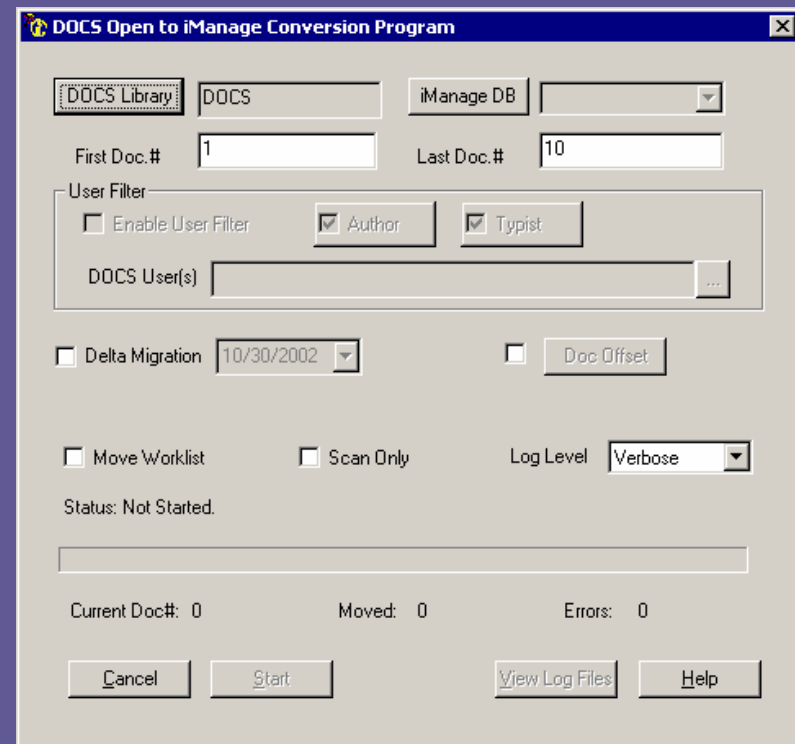 DOCS Open to iManage Conversion Program
DOCS Library DOCS iManage DB
First Doc.# 1 Last Doc.# 10
User Filter
Enable User Filter Author Typist
DOCS User(s) ...
Delta Migration 10/30/2002 Doc Offset
Move Worklist Scan Only Log Level Verbose
Status: Not Started.
Current Doc#: 0 Moved: 0 Errors: 0
Cancel Start View Log Files Help